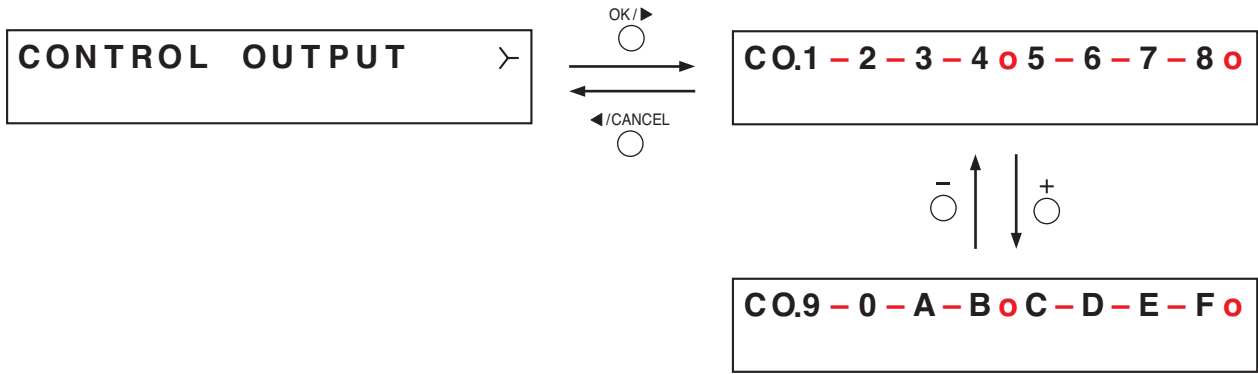 OK/▶
CONTROL OUTPUT >-
CO.1 – 2 – 3 – 4 o 5 – 6 – 7 – 8 o
◀/CANCEL
– +
CO.9 – 0 – A – B o C – D – E – F o